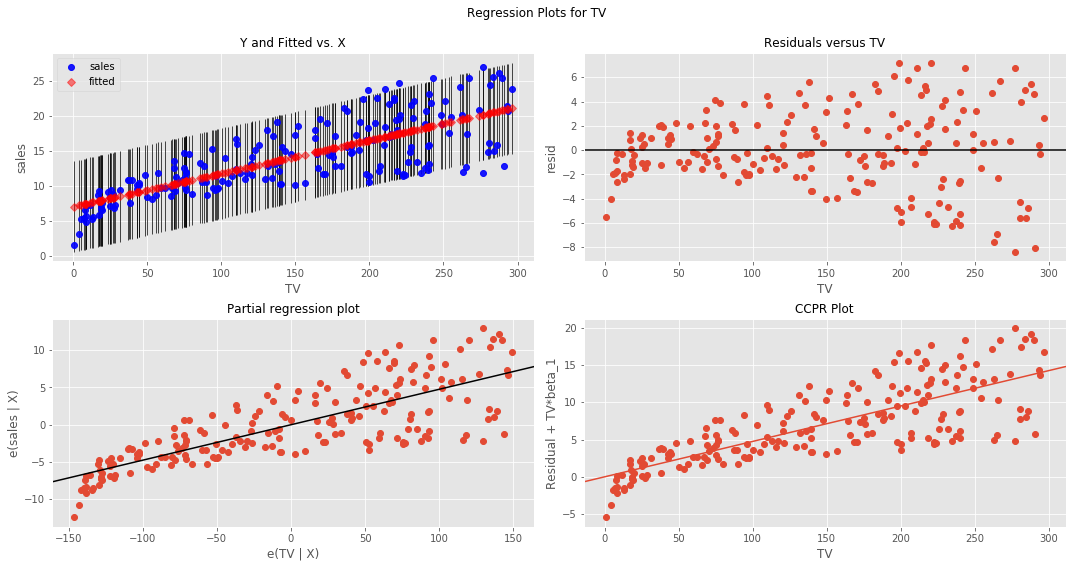 Regression Plots for TV
Y and Fitted vs. X
sales
fitted
25
20
15
10
5
0
sales
0 50 100 150 200 250 300
TV
Residuals versus TV
6
4
2
0
−2
−4
−6
−8
resid
0 50 100 150 200 250 300
TV
Partial regression plot
10
5
0
−5
−10
e(sales | X)
−150 −100 −50 0 50 100 150
e(TV | X)
CCPR Plot
20
15
10
5
0
−5
Residual + TV*beta_1
0 50 100 150 200 250 300
TV